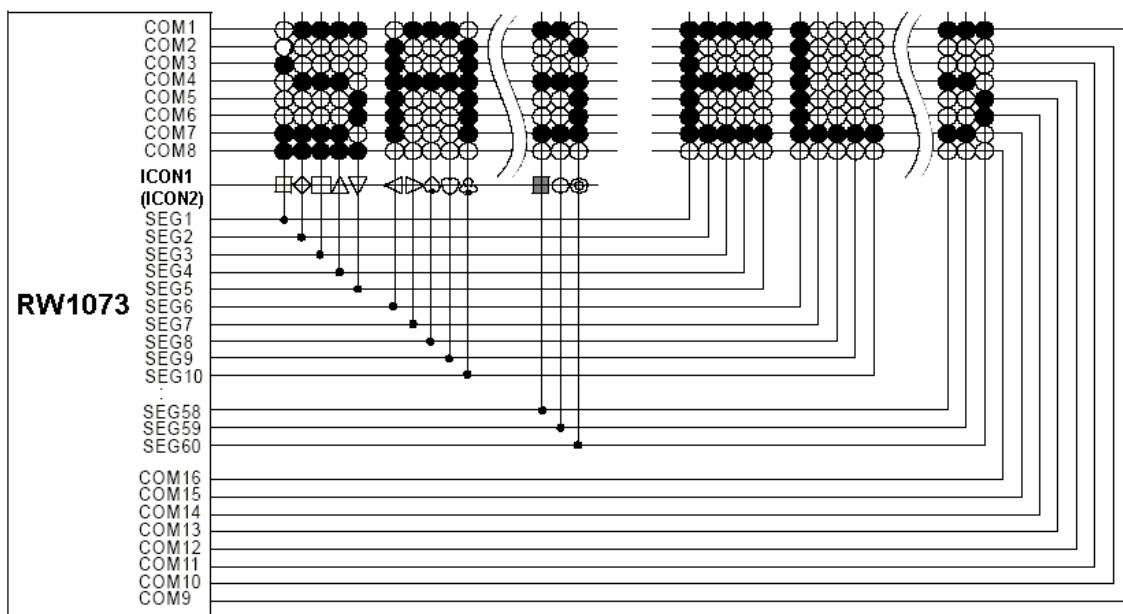 COM1
COM2
COM3
COM4
COM5
COM6
COM7
COM8
ICON1
(ICON2)
SEG1
SEG2
SEG3
SEG4
SEG5
RW1073
SEG6
SEG7
SEG8
SEG9
SEG10
:
SEG58
SEG59
SEG60
COM16
COM15
COM14
COM13
COM12
COM11
COM10
COM9